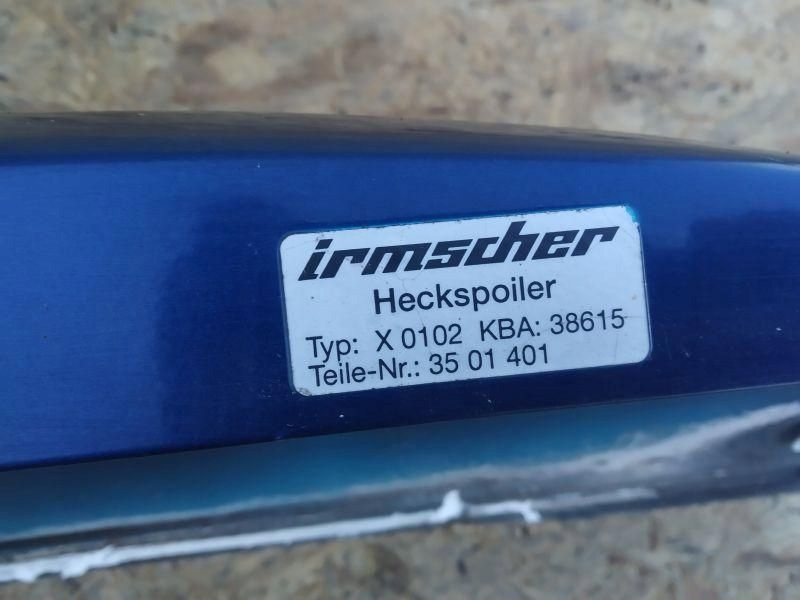 irmscher
Heckspoiler
Typ: X 0102 KBA: 38615
Teile-Nr.: 35 01 401